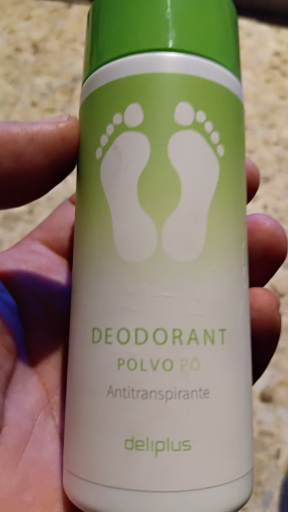 DEODORANT
POLVO PÓ
Antitranspirante
deliplus